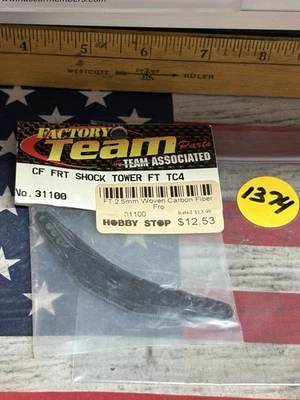 4 5 6 7 8
WESTCOTT RULER
FACTORY
Team Parts
by TEAM ASSOCIATED
CF FRT SHOCK TOWER FT TC4
No. 31100
FT 2.5mm Woven Carbon Fiber
Fro
31100 Retail $13.99
HOBBY STOP $12.53
1374